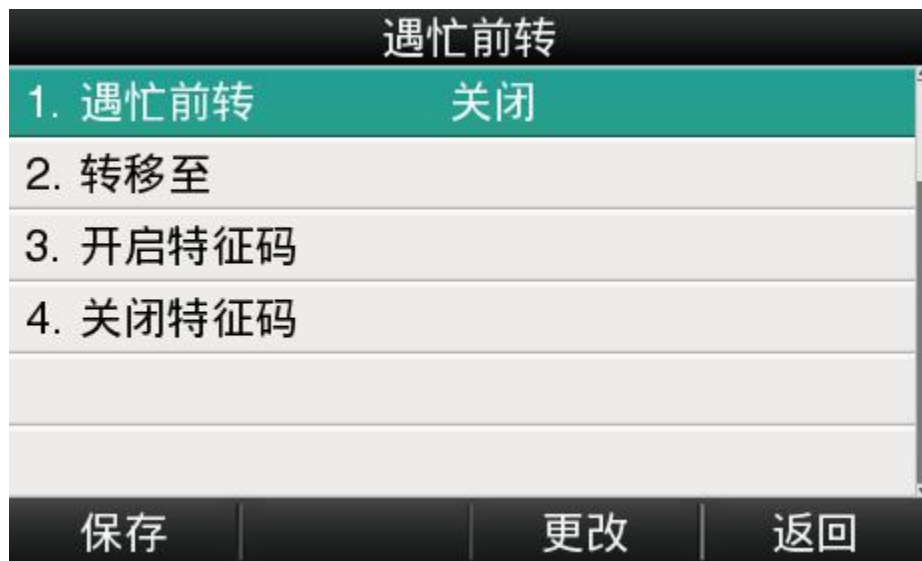 遇忙前转
1. 遇忙前转 关闭
2. 转移至
3. 开启特征码
4. 关闭特征码
保存 更改 返回